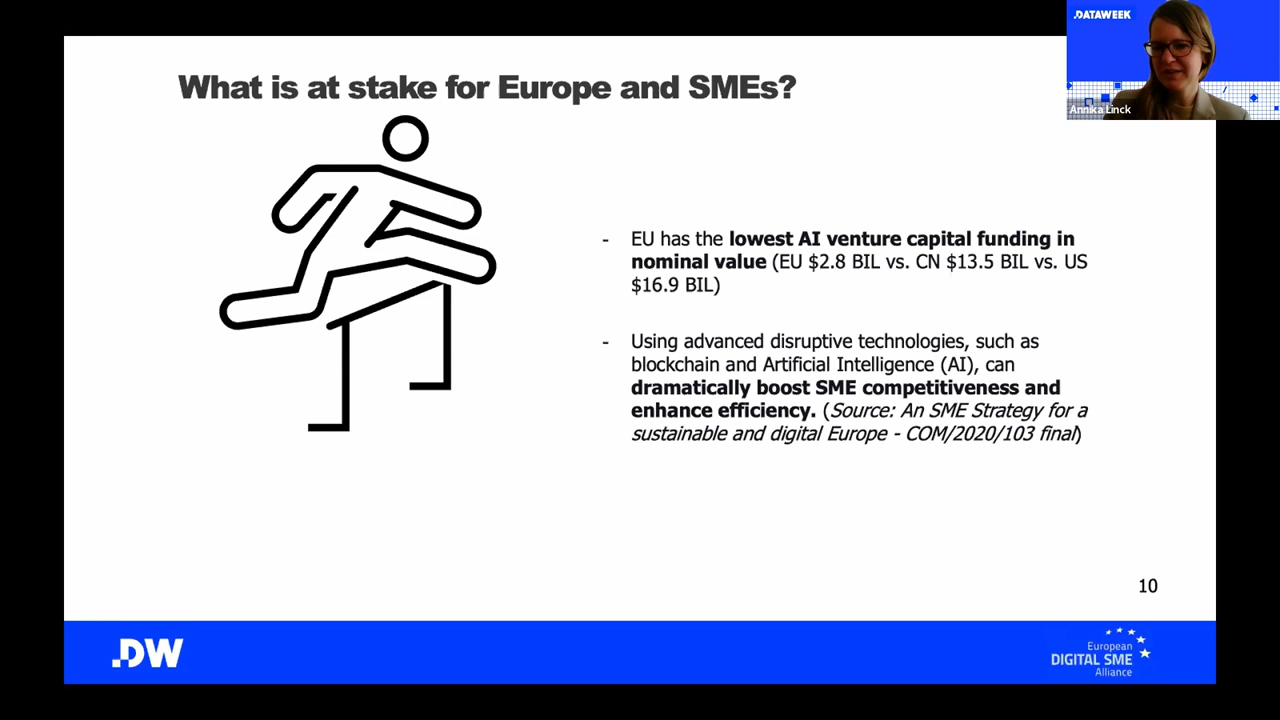 .DATAWEEK
Annika Linck
What is at stake for Europe and SMEs?
- EU has the lowest AI venture capital funding in
nominal value (EU $2.8 BIL vs. CN $13.5 BIL vs. US
$16.9 BIL)
- Using advanced disruptive technologies, such as
blockchain and Artificial Intelligence (AI), can
dramatically boost SME competitiveness and
enhance efficiency. (Source: An SME Strategy for a
sustainable and digital Europe - COM/2020/103 final)
10
.DW
European
DIGITAL SME
Alliance